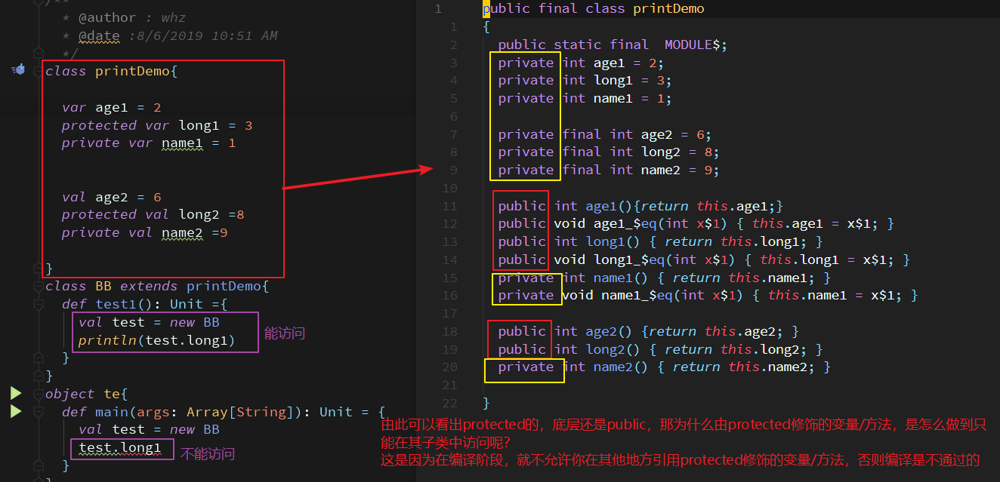 /**
* @author : whz
* @date :8/6/2019 10:51 AM
*/
class printDemo{
var age1 = 2
protected var long1 = 3
private var name1 = 1
val age2 = 6
protected val long2 =8
private val name2 =9
}
class BB extends printDemo{
def test1(): Unit ={
val test = new BB
println(test.long1)
能访问
}
}
object te{
def main(args: Array[String]): Unit = {
val test = new BB
test.long1
不能访问
}
}
1 public final class printDemo
1 {
2 public static final  MODULE$;
3 private int age1 = 2;
4 private int long1 = 3;
5 private int name1 = 1;
6
7 private final int age2 = 6;
8 private final int long2 = 8;
9 private final int name2 = 9;
10
11 public int age1(){return this.age1;}
12 public void age1_$eq(int x$1) { this.age1 = x$1; }
13 public int long1() { return this.long1; }
14 public void long1_$eq(int x$1) { this.long1 = x$1; }
15 private int name1() { return this.name1; }
16 private void name1_$eq(int x$1) { this.name1 = x$1; }
17
18 public int age2() {return this.age2; }
19 public int long2() { return this.long2; }
20 private int name2() { return this.name2; }
21
22 }
由此可以看出protected的，底层还是public，那为什么由protected修饰的变量/方法，是怎么做到只
能在其子类中访问呢？
这是因为在编译阶段，就不允许你在其他地方引用protected修饰的变量/方法，否则编译是不通过的